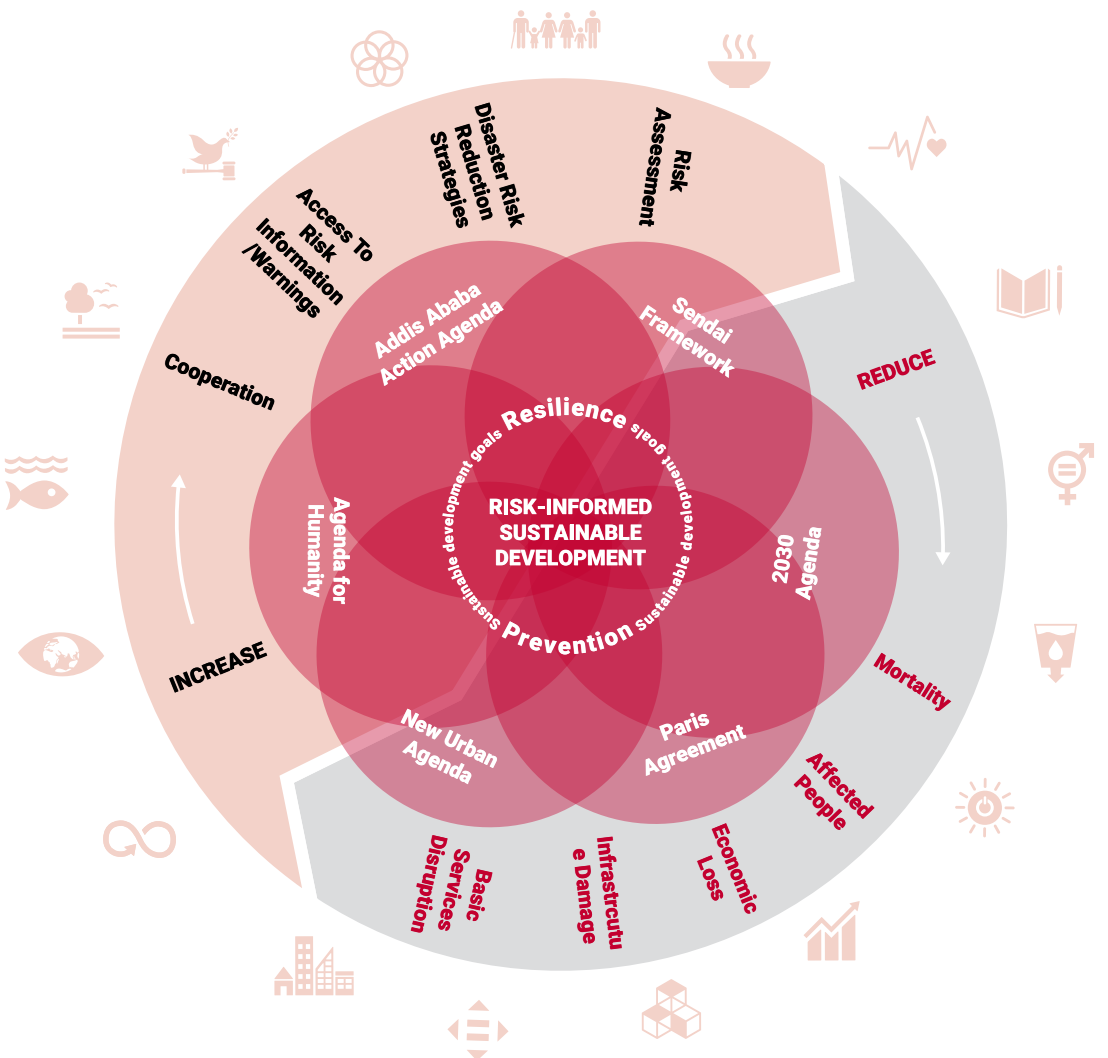 Disaster Risk
Reduction
Strategies
Risk
Assessment
Access To
Risk
Information
/Warnings
Cooperation
INCREASE
REDUCE
Mortality
Affected
People
Economic
Loss
Infrastrcutu
e Damage
Basic
Services
Disruption
Addis Ababa
Action Agenda
Sendai
Framework
Agenda for
Humanity
2030
Agenda
New Urban
Agenda
Paris
Agreement
Resilience
Sustainable development goals
Sustainable development goals
Prevention
RISK-INFORMED
SUSTAINABLE
DEVELOPMENT